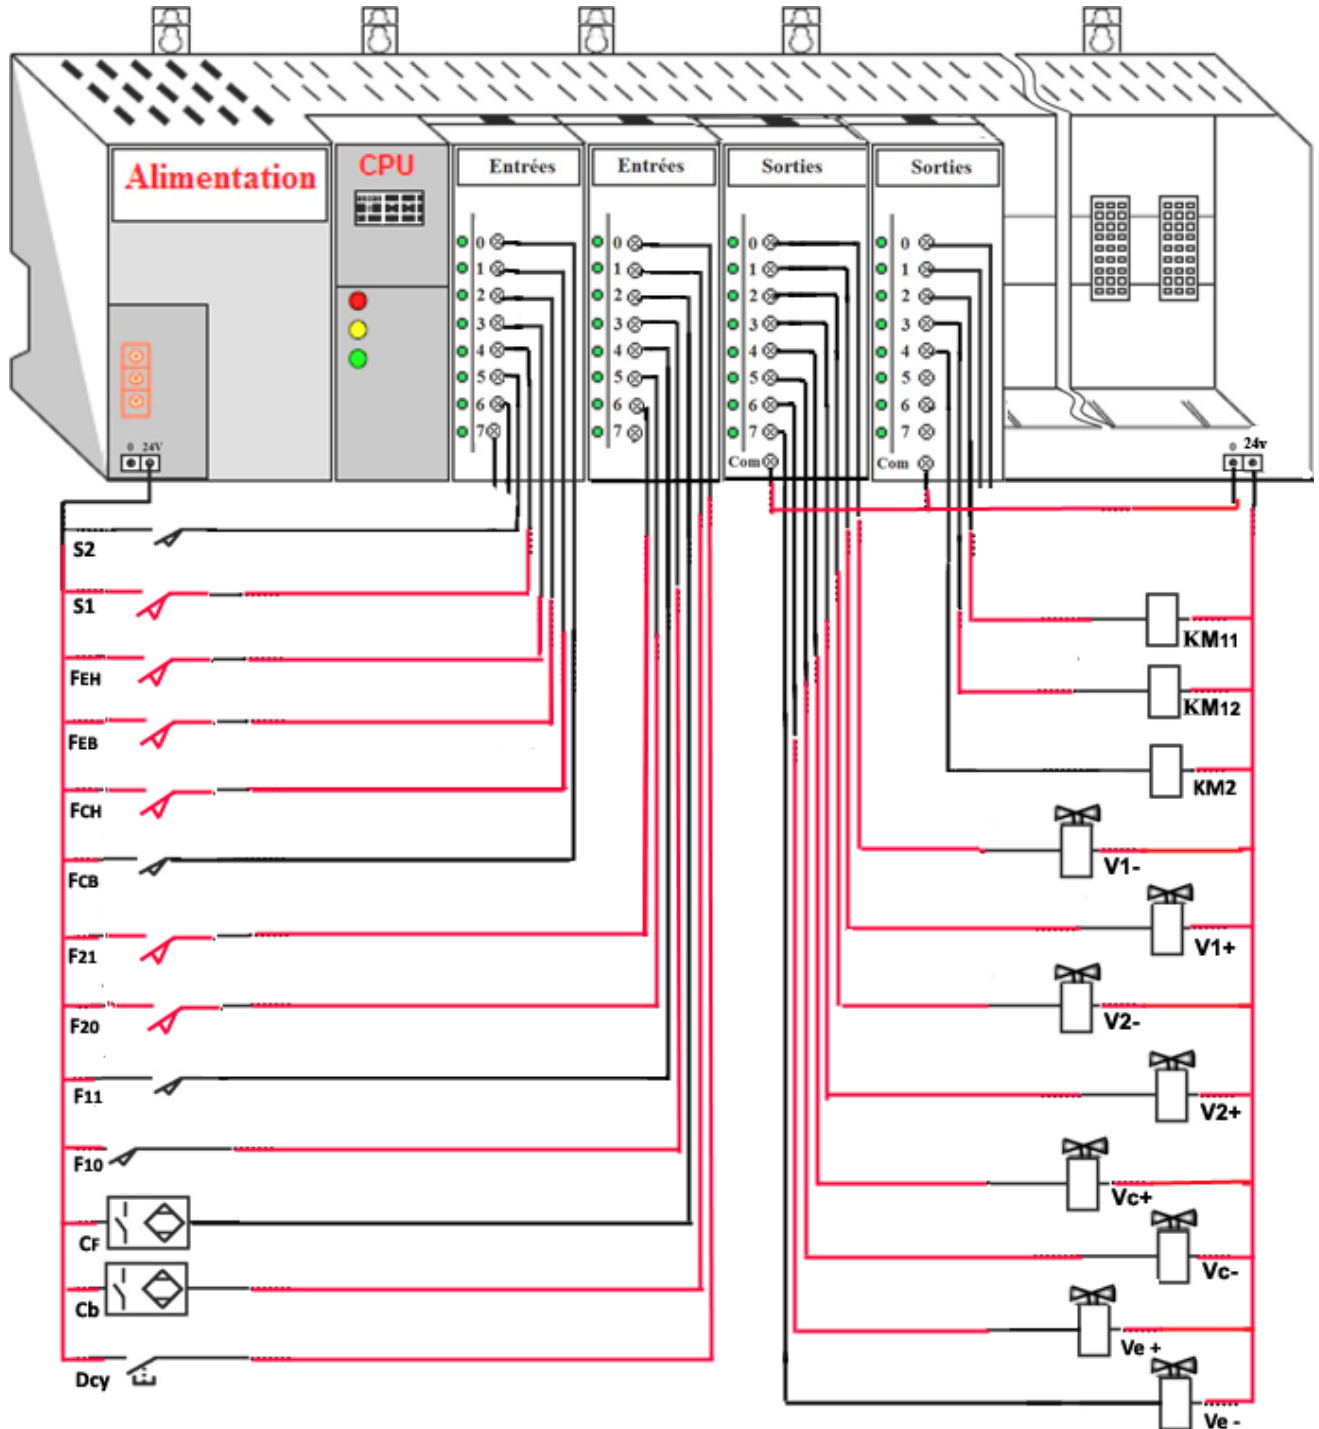 Alimentation
CPU
Entrées
Entrées
Sorties
Sorties
0 0 0 0
1 1 1 1
2 2 2 2
3 3 3 3
4 4 4 4
5 5 5 5
6 6 6 6
7 7 7 7
Com Com
0 24V
0 24v
S2
S1
FEH
FEB
FCH
FCB
F21
F20
F11
F10
CF
Cb
Dcy
KM11
KM12
KM2
V1-
V1+
V2-
V2+
Vc+
Vc-
Ve +
Ve -